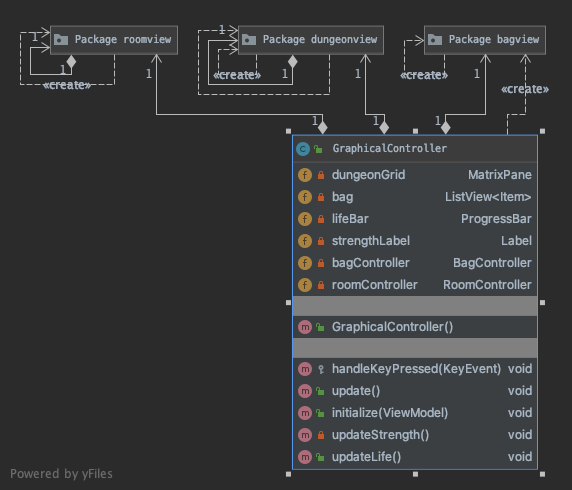 Package roomview
Package dungeonview
Package bagview
1
1
1
1
«create»
«create»
«create»
«create»
1
1
1
1
1
1
GraphicalController
dungeonGrid MatrixPane
bag ListView<Item>
lifeBar ProgressBar
strengthLabel Label
bagController BagController
roomController RoomController
GraphicalController()
handleKeyPressed(KeyEvent) void
update() void
initialize(ViewModel) void
updateStrength() void
updateLife() void
Powered by yFiles